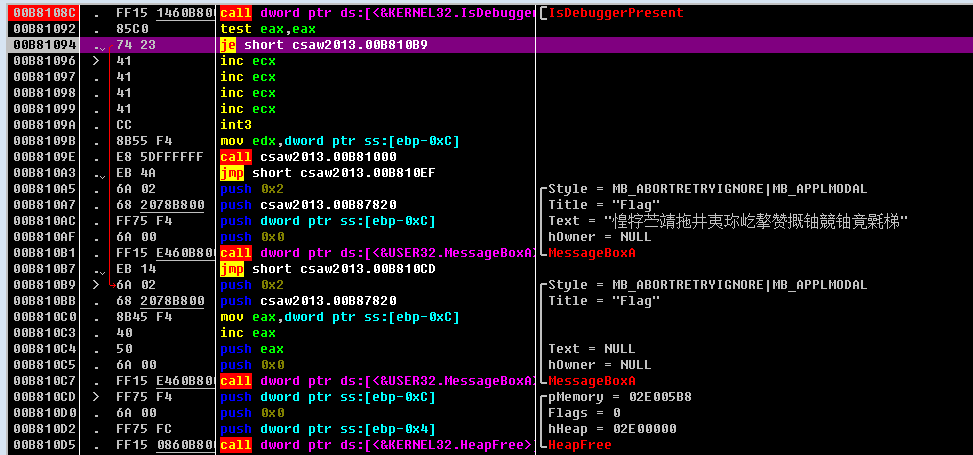 00B8108C . FF15 1460B800 call dword ptr ds:[<&KERNEL32.IsDebugger IsDebuggerPresent
00B81092 . 85C0 test eax,eax
00B81094 . 74 23 je short csaw2013.00B810B9
00B81096 > 41 inc ecx
00B81097 . 41 inc ecx
00B81098 . 41 inc ecx
00B81099 . 41 inc ecx
00B8109A . CC int3
00B8109B . 8B55 F4 mov edx,dword ptr ss:[ebp-0xC]
00B8109E . E8 5DFFFFFF call csaw2013.00B81000
00B810A3 . EB 4A jmp short csaw2013.00B810EF
00B810A5 . 6A 02 push 0x2 Style = MB_ABORTRETRYIGNORE|MB_APPLMODAL
00B810A7 . 68 2078B800 push csaw2013.00B87820 Title = "Flag"
00B810AC . FF75 F4 push dword ptr ss:[ebp-0xC] Text = "惶牸苎靖拖井夷珎屹摮赞摡铀競铀竟毾梯"
00B810AF . 6A 00 push 0x0 hOwner = NULL
00B810B1 . FF15 E460B800 call dword ptr ds:[<&USER32.MessageBoxA> MessageBoxA
00B810B7 . EB 14 jmp short csaw2013.00B810CD
00B810B9 > 6A 02 push 0x2 Style = MB_ABORTRETRYIGNORE|MB_APPLMODAL
00B810BB . 68 2078B800 push csaw2013.00B87820 Title = "Flag"
00B810C0 . 8B45 F4 mov eax,dword ptr ss:[ebp-0xC]
00B810C3 . 40 inc eax
00B810C4 . 50 push eax Text = NULL
00B810C5 . 6A 00 push 0x0 hOwner = NULL
00B810C7 . FF15 E460B800 call dword ptr ds:[<&USER32.MessageBoxA> MessageBoxA
00B810CD > FF75 F4 push dword ptr ss:[ebp-0xC] pMemory = 02E005B8
00B810D0 . 6A 00 push 0x0 Flags = 0
00B810D2 . FF75 FC push dword ptr ss:[ebp-0x4] hHeap = 02E00000
00B810D5 . FF15 0860B800 call dword ptr ds:[<&KERNEL32.HeapFree> HeapFree